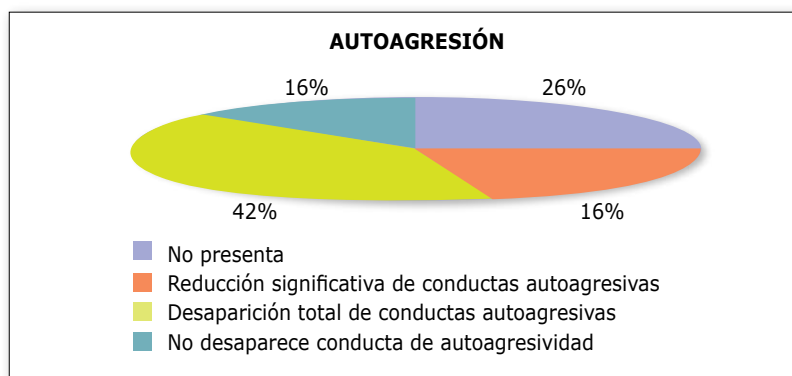 AUTOAGRESIÓN
16%
26%
42%
16%
No presenta
Reducción significativa de conductas autoagresivas
Desaparición total de conductas autoagresivas
No desaparece conducta de autoagresividad